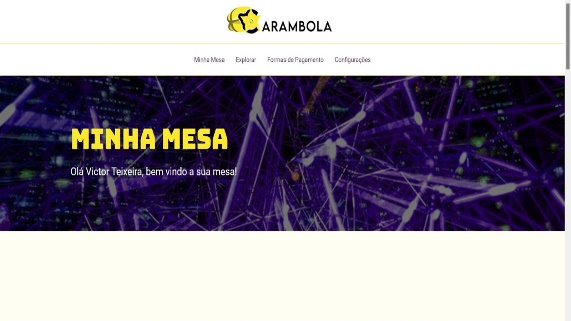 CARAMBOLA
Minha Mesa Explorar Formas de Pagamento Configurações
MINHA MESA
Olá Victor Teixeira, bem vindo a sua mesa!